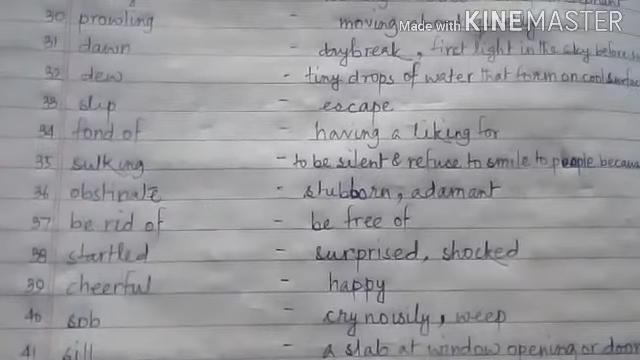 Made with KINEMASTER
30 prowling - moving
31 dawn - daybreak, first light in the sky before
32 dew - tiny drops of water that form on cool
33 slip - escape
34 fond of - having a liking for
35 sulking - to be silent & refuse to smile to people
36 obstinate - stubborn, adamant
37 be rid of - be free of
38 startled - surprised, shocked
39 cheerful - happy
40 sob - cry noisily, weep
41 sill - a slab at window opening or door